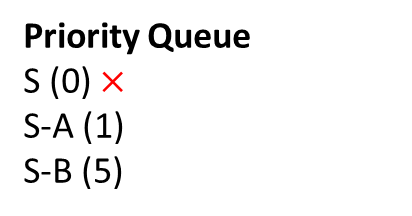 Priority Queue
S (0) ×
S-A (1)
S-B (5)